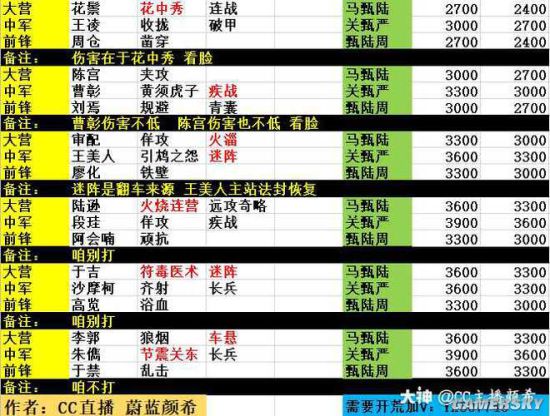 大营 花鬘 花中秀 连战 马甄陆 2700 2400
中军 王凌 收拢 破甲 关甄严 3000 2700
前锋 周仓 凿穿 甄陆周 2700 2400
备注: 伤害在于花中秀 看脸
大营 陈宫 夹攻 马甄陆 3000 2700
中军 曹彰 黄须虎子 疾战 关甄严 3000 2700
前锋 刘焉 规避 青囊 甄陆周 3000 2700
备注: 曹彰伤害不低 陈宫伤害也不低 看脸
大营 审配 佯攻 火淄 马甄陆 3300 3000
中军 王美人 引鸩之怨 迷阵 关甄严 3600 3300
前锋 廖化 铁壁 甄陆周 3300 3000
备注: 迷阵是翻车来源 王美人主站法封恢复
大营 陆逊 火烧连营 远攻奇略 马甄陆 3600 3300
中军 段珪 佯攻 疾战 关甄严 3900 3600
前锋 阿会喃 顽抗 甄陆周 3300 3000
备注: 咱别打
大营 于吉 符毒医术 迷阵 马甄陆 3600 3300
中军 沙摩柯 齐射 长兵 关甄严 3600 3300
前锋 高览 浴血 甄陆周 3300 3000
备注: 咱别打
大营 李郭 狼烟 车悬 马甄陆 3600 3300
中军 朱儁 节震关东 长兵 关甄严 3900 3600
前锋 于禁 乱击 甄陆周 3600 3300
备注: 咱不打
作者: CC直播 蔚蓝颜希 需要开荒加V:
大神 @CC主播颜希
GAMERSKY